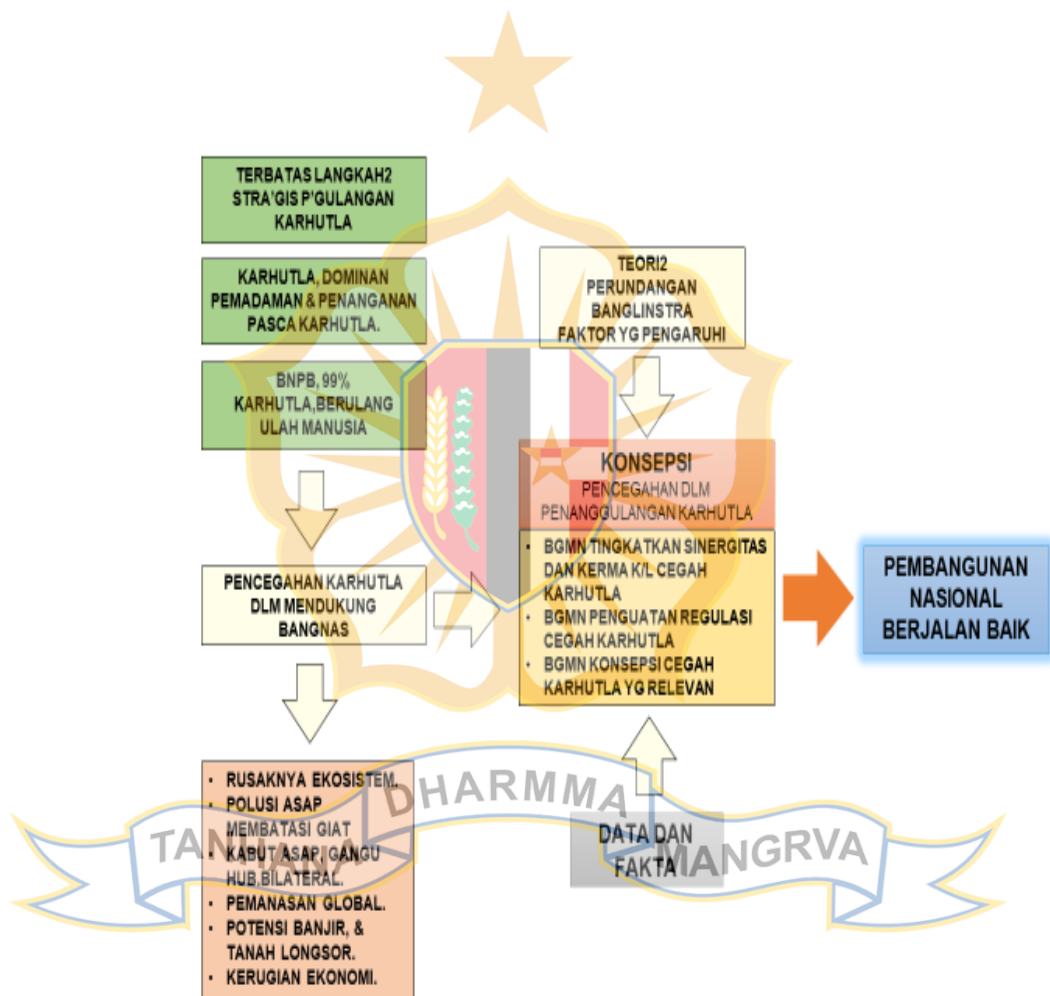 TERBATAS LANGKAH2
STRA'GIS P'GULANGAN
KARHUTLA
KARHUTLA, DOMINAN
PEMADAMAN & PENANGANAN
PASCA KARHUTLA.
BNPB, 99%
KARHUTLA,BERULANG
ULAH MANUSIA
PENCEGAHAN KARHUTLA
DLM MENDUKUNG
BANGNAS
• RUSAKNYA EKOSISTEM.
• POLUSI ASAP
MEMBATASI GIAT
• KABUT ASAP, GANGU
HUB,BILATERAL.
• PEMANASAN GLOBAL.
• POTENSI BANJIR, &
TANAH LONGSOR.
• KERUGIAN EKONOMI.
TEORI2
PERUNDANGAN
BANGLINSTRA
FAKTOR YG PENGARUHI
KONSEPSI
PENCEGAHAN DLM
PENANGGULANGAN KARHUTLA
• BGMN TINGKATKAN SINERGITAS
DAN KERMA K/L CEGAH
KARHUTLA
• BGMN PENGUATAN REGULASI
CEGAH KARHUTLA
• BGMN KONSEPSI CEGAH
KARHUTLA YG RELEVAN
DATA DAN
FAKTA
PEMBANGUNAN
NASIONAL
BERJALAN BAIK
TANHANA DHARMMA MANGRVA